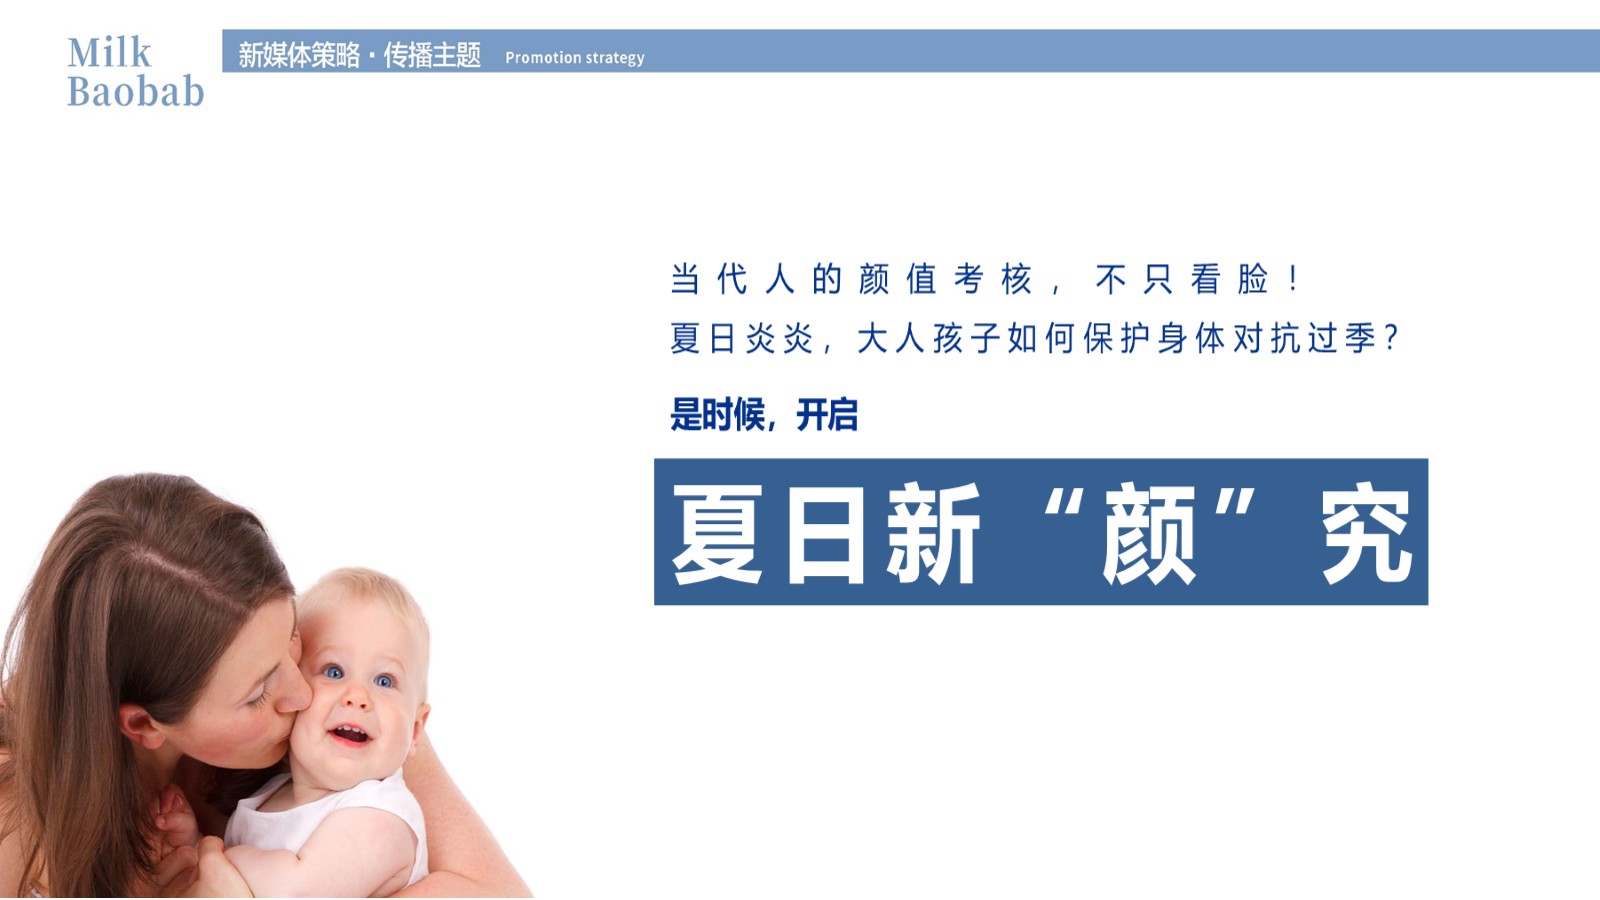 Milk
Baobab
新媒体策略·传播主题 Promotion strategy
当代人的颜值考核，不只看脸！
夏日炎炎，大人孩子如何保护身体对抗过季？
是时候，开启
夏日新“颜”究